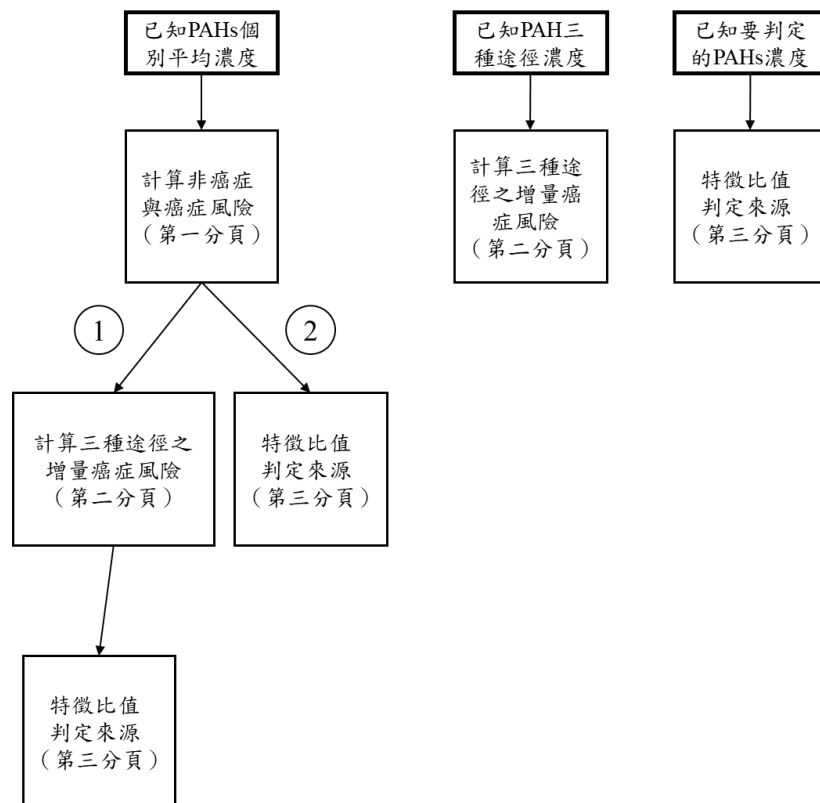 已知PAHs個
別平均濃度
已知PAH三
種途徑濃度
已知要判定
的PAHs濃度
計算非癌症
與癌症風險
（第一分頁）
計算三種途
徑之增量癌
症風險
（第二分頁）
特徵比值
判定來源
（第三分頁）
1
2
計算三種途徑之
增量癌症風險
（第二分頁）
特徵比值
判定來源
（第三分頁）
特徵比值
判定來源
（第三分頁）